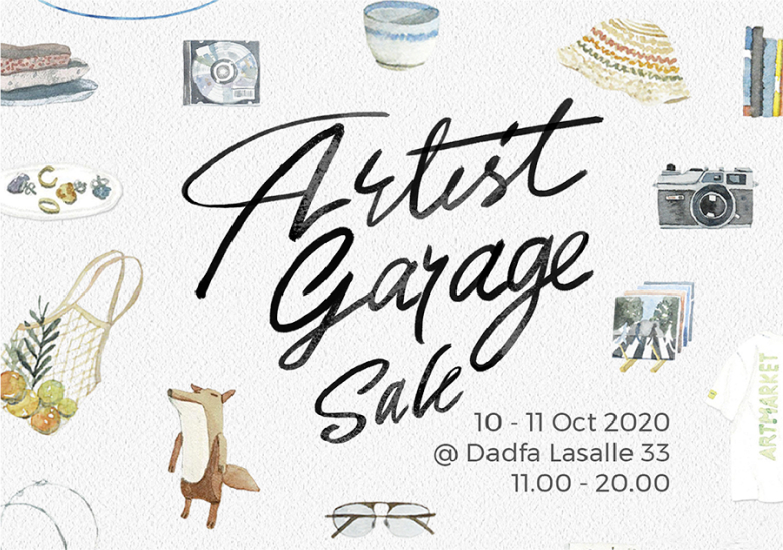 Artist
Garage
Sale
10 - 11 Oct 2020
@ Dadfa Lasalle 33
11.00 - 20.00
ARTMARKET